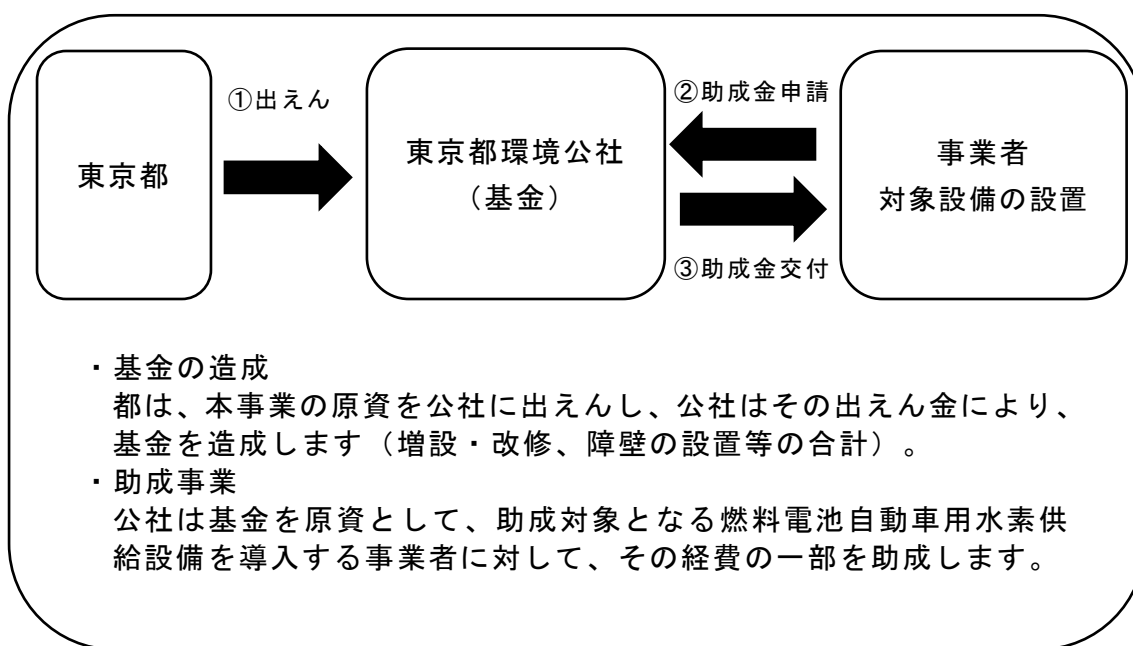 東京都
①出えん
東京都環境公社
(基金)
②助成金申請
③助成金交付
事業者
対象設備の設置
・基金の造成
都は、本事業の原資を公社に出えんし、公社はその出えん金により、
基金を造成します（増設・改修、障壁の設置等の合計）。
・助成事業
公社は基金を原資として、助成対象となる燃料電池自動車用水素供
給設備を導入する事業者に対して、その経費の一部を助成します。